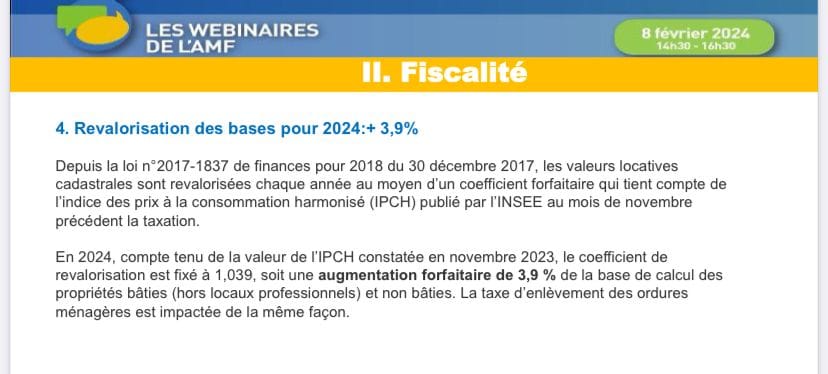 LES WEBINAIRES
DE L'AMF
8 février 2024
14h30 - 16h30
II. Fiscalité
4. Revalorisation des bases pour 2024:+ 3,9%
Depuis la loi n°2017-1837 de finances pour 2018 du 30 décembre 2017, les valeurs locatives
cadastrales sont revalorisées chaque année au moyen d’un coefficient forfaitaire qui tient compte de
l’indice des prix à la consommation harmonisé (IPCH) publié par l’INSEE au mois de novembre
précédent la taxation.
En 2024, compte tenu de la valeur de l’IPCH constatée en novembre 2023, le coefficient de
revalorisation est fixé à 1,039, soit une augmentation forfaitaire de 3,9 % de la base de calcul des
propriétés bâties (hors locaux professionnels) et non bâties. La taxe d’enlèvement des ordures
ménagères est impactée de la même façon.